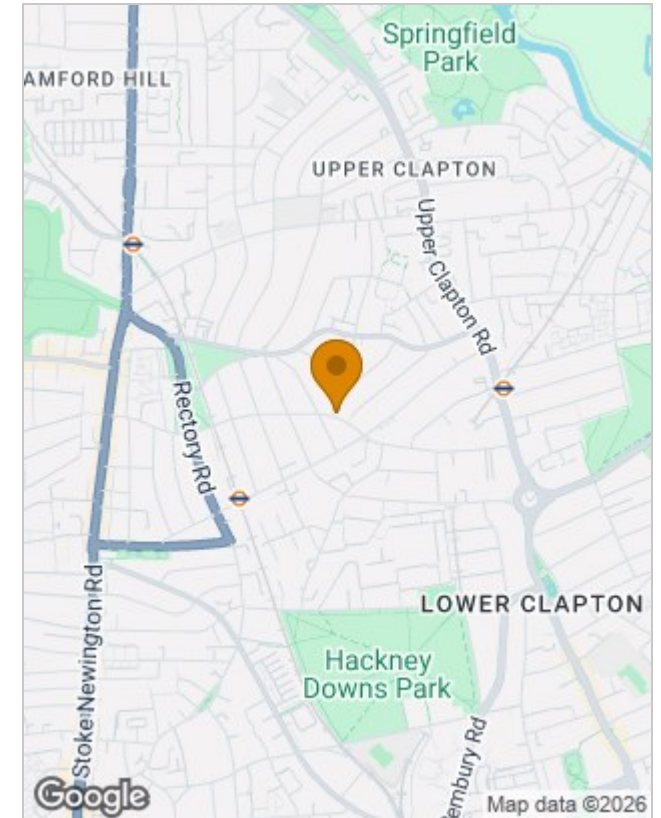 Springfield
Park
AMFORD HILL
UPPER CLAPTON
Upper Clapton Rd
Rectory Rd
LOWER CLAPTON
Hackney
Downs Park
Stoke Newington Rd
embury Rd
Google
Map data ©2026